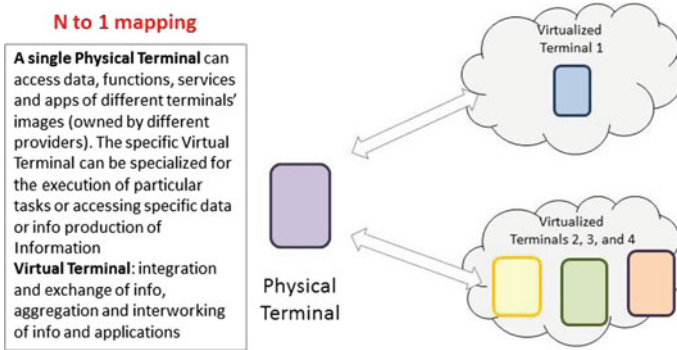 N to 1 mapping
A single Physical Terminal can
access data, functions, services
and apps of different terminals'
images (owned by different
providers). The specific Virtual
Terminal can be specialized for
the execution of particular
tasks or accessing specific data
or info production of
Information
Virtual Terminal: integration
and exchange of info,
aggregation and interworking
of info and applications
Physical
Terminal
Virtualized
Terminal 1
Virtualized
Terminals 2, 3, and 4